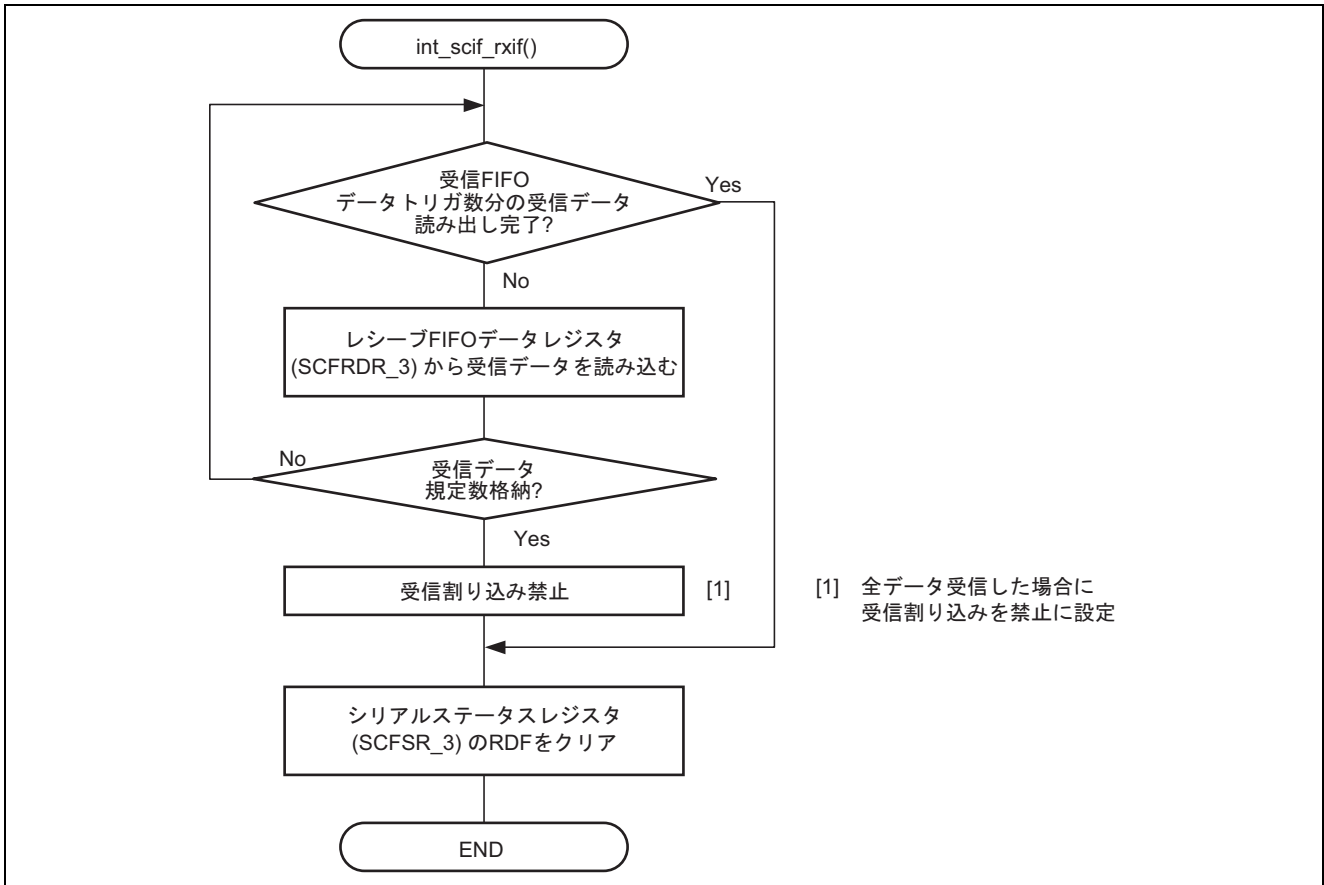 int_scif_rxif()
受信FIFO
データトリガ数分の受信データ
読み出し完了?
Yes
No
レシーブFIFOデータレジスタ
(SCFRDR_3) から受信データを読み込む
No
受信データ
規定数格納?
Yes
受信割り込み禁止
[1]
[1] 全データ受信した場合に
受信割り込みを禁止に設定
シリアルステータスレジスタ
(SCFSR_3) のRDFをクリア
END